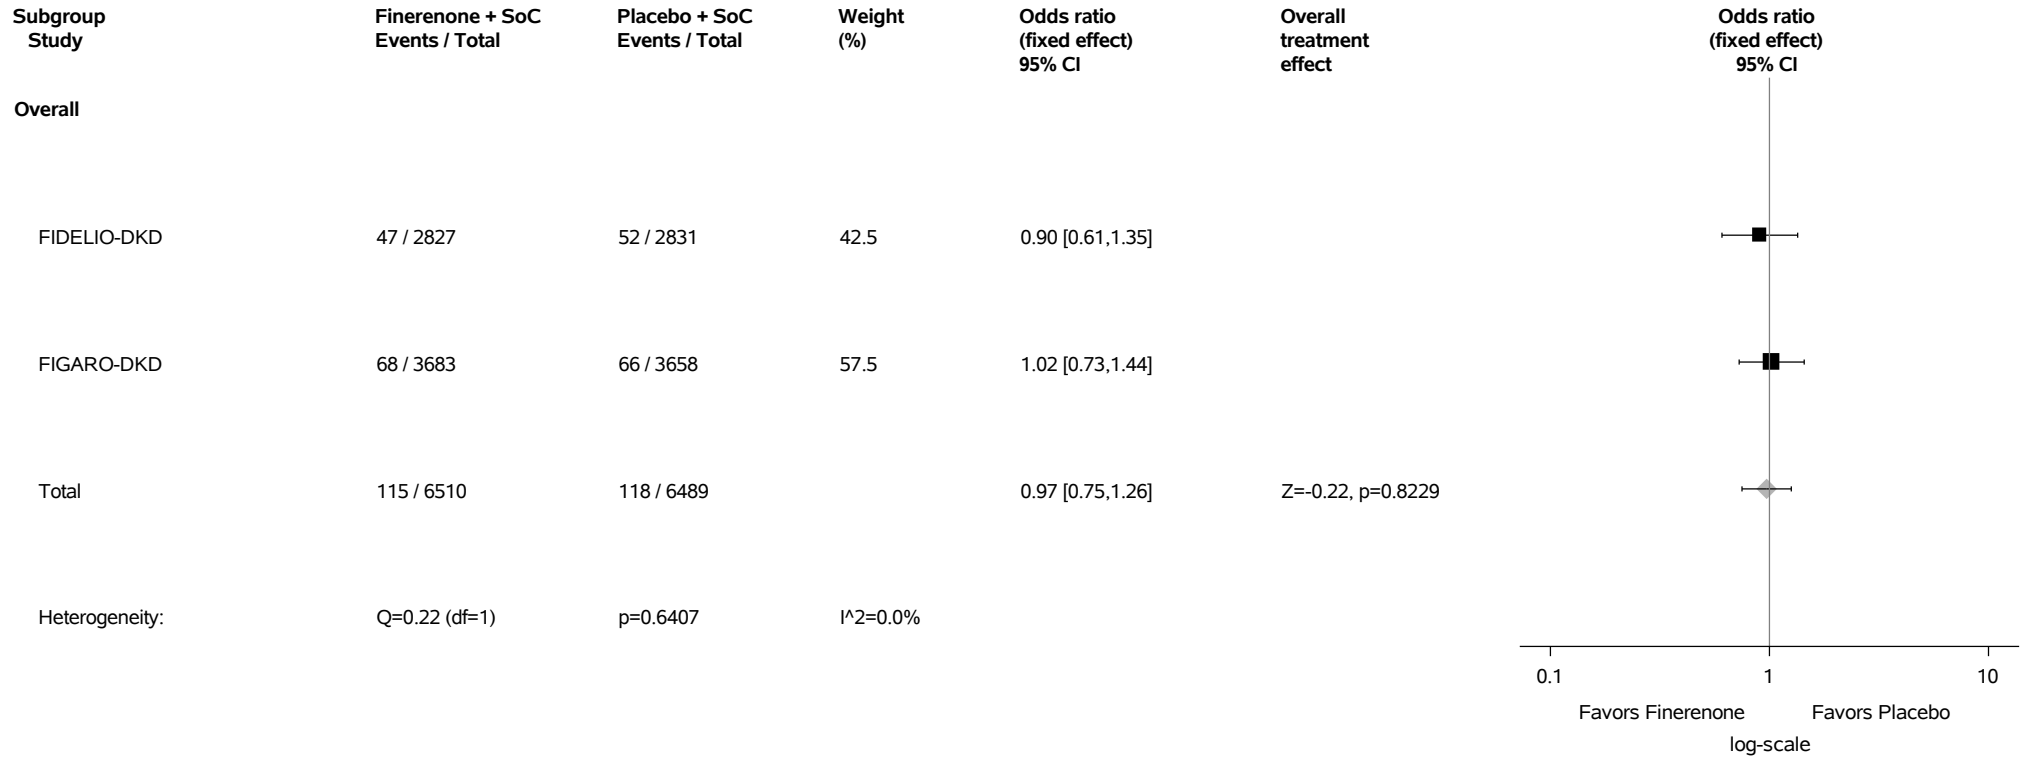 Subgroup Finerenone + SoC Placebo + SoC Weight Odds ratio Overall Odds ratio
Study Events / Total Events / Total (%) (fixed effect) treatment (fixed effect)
95% CI effect 95% CI
Overall
FIDELIO-DKD 47 / 2827 52 / 2831 42.5 0.90 [0.61,1.35]
FIGARO-DKD 68 / 3683 66 / 3658 57.5 1.02 [0.73,1.44]
Total 115 / 6510 118 / 6489 0.97 [0.75,1.26] Z=-0.22, p=0.8229
Heterogeneity: Q=0.22 (df=1) p=0.6407 I^2=0.0%
0.1 1 10
Favors Finerenone Favors Placebo
log-scale